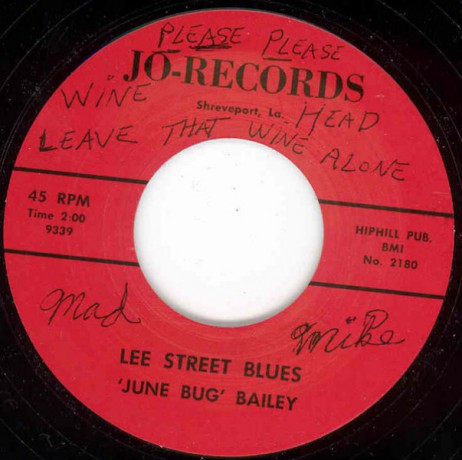 PLEASE PLEASE
JO-RECORDS
WINE HEAD
Shreveport, La.
LEAVE THAT WINE ALONE
45 RPM
Time 2:00
9339
HIPHILL PUB.
BMI
No. 2180
Mad Mike
LEE STREET BLUES
'JUNE BUG' BAILEY